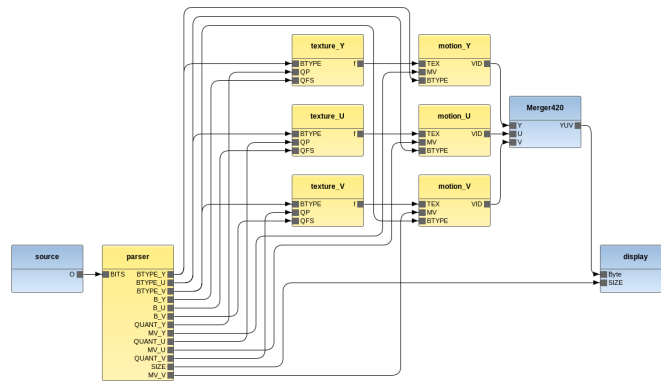 texture_Y
BTYPE f
QP
QFS
motion_Y
TEX VID
MV
BTYPE
texture_U
BTYPE f
QP
QFS
motion_U
TEX VID
MV
BTYPE
Merger420
Y YUV
U
V
texture_V
BTYPE f
QP
QFS
motion_V
TEX VID
MV
BTYPE
source
O
parser
BITS BTYPE_Y
BTYPE_U
BTYPE_V
B_Y
B_U
B_V
QUANT_Y
MV_Y
QUANT_U
MV_U
QUANT_V
SIZE
MV_V
display
Byte
SIZE